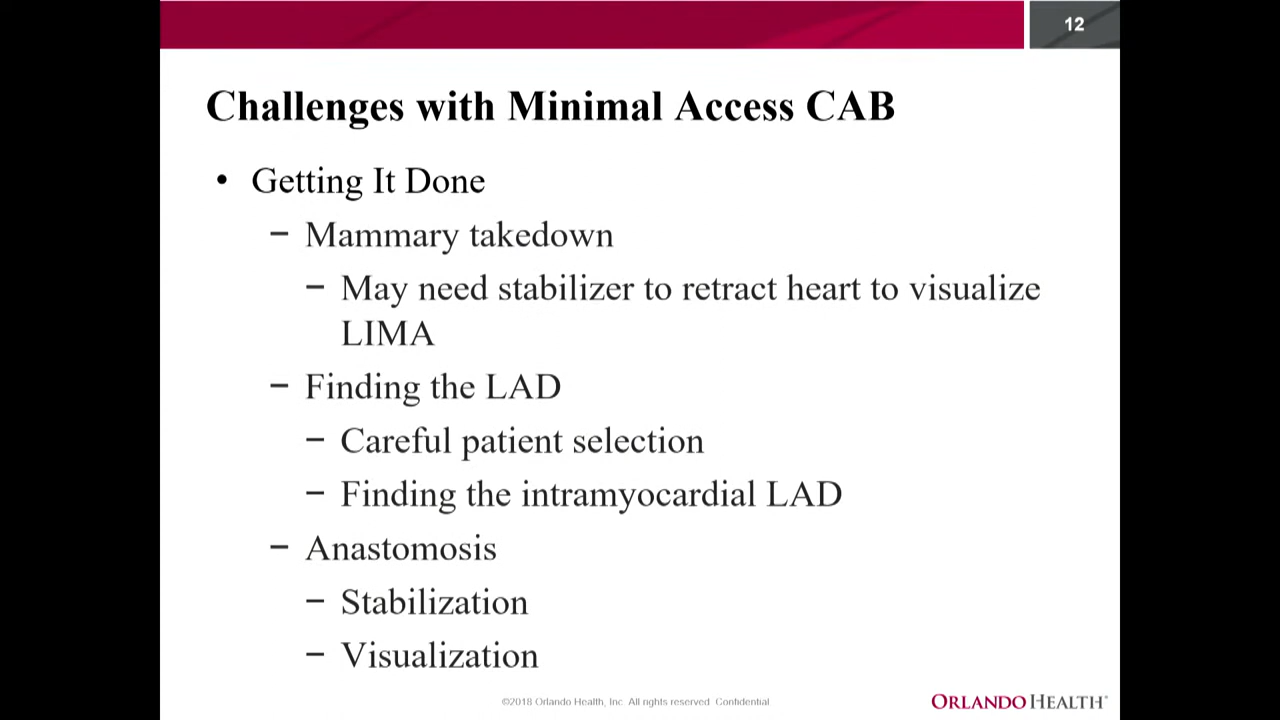 12
Challenges with Minimal Access CAB
• Getting It Done
– Mammary takedown
– May need stabilizer to retract heart to visualize
LIMA
– Finding the LAD
– Careful patient selection
– Finding the intramyocardial LAD
– Anastomosis
– Stabilization
– Visualization
©2018 Orlando Health, Inc. All rights reserved Confidential
ORLANDO HEALTH®